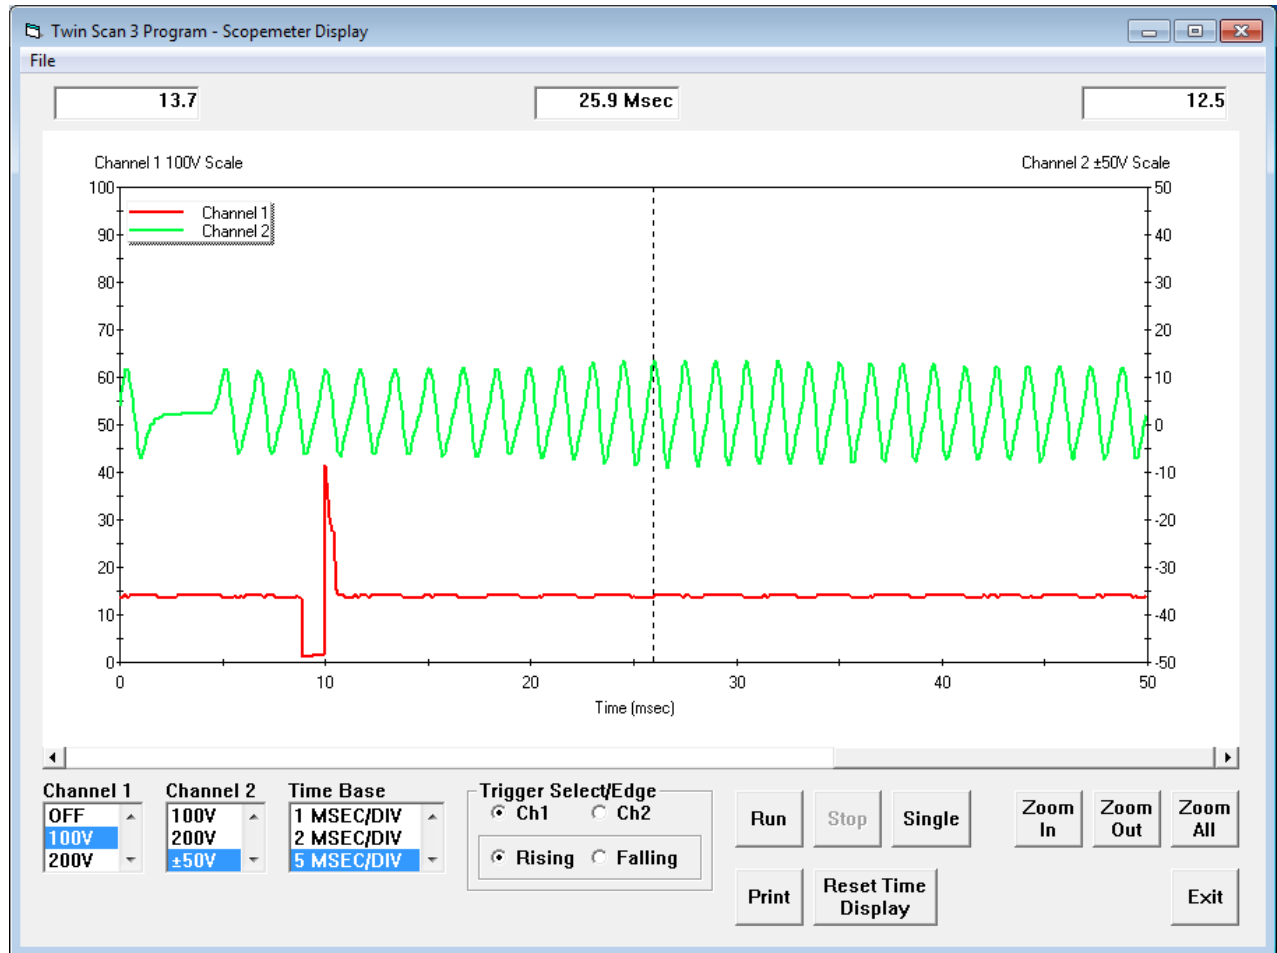 Twin Scan 3 Program - Scopemeter Display
File
13.7 25.9 Msec 12.5
Channel 1 100V Scale Channel 2 ±50V Scale
100 50
Channel 1
Channel 2
90 40
80 30
70 20
60 10
50 0
40 -10
30 -20
20 -30
10 -40
0 -50
0 10 20 30 40 50
Time (msec)
Channel 1 Channel 2 Time Base Trigger Select/Edge
OFF 100V 1 MSEC/DIV Ch1 Ch2
100V 200V 2 MSEC/DIV
200V ±50V 5 MSEC/DIV Rising Falling
Run Stop Single Zoom In Zoom Out Zoom All
Print Reset Time Display Exit